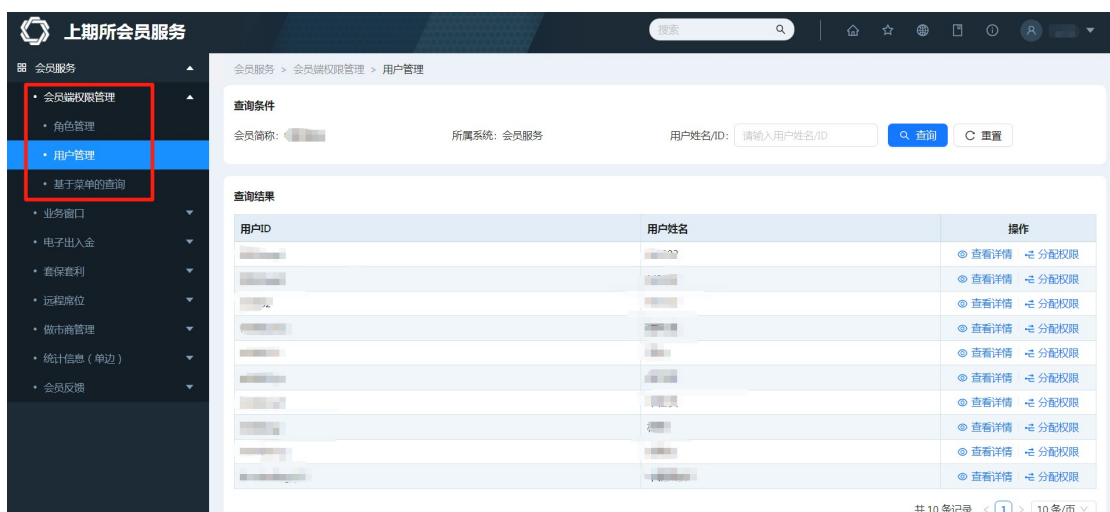 上期所会员服务
搜索
R
会员服务
会员端权限管理
角色管理
用户管理
基于菜单的查询
业务窗口
电子出入金
套保套利
远程席位
做市商管理
统计信息（单边）
会员反馈
会员服务 > 会员端权限管理 > 用户管理
查询条件
会员简称: 所属系统: 会员服务 用户姓名/ID: 请输入用户姓名/ID 查询 重置
查询结果
用户ID 用户姓名 操作
查看详情 分配权限
查看详情 分配权限
查看详情 分配权限
查看详情 分配权限
查看详情 分配权限
查看详情 分配权限
查看详情 分配权限
查看详情 分配权限
查看详情 分配权限
查看详情 分配权限
共 10 条记录 < 1 > 10 条/页